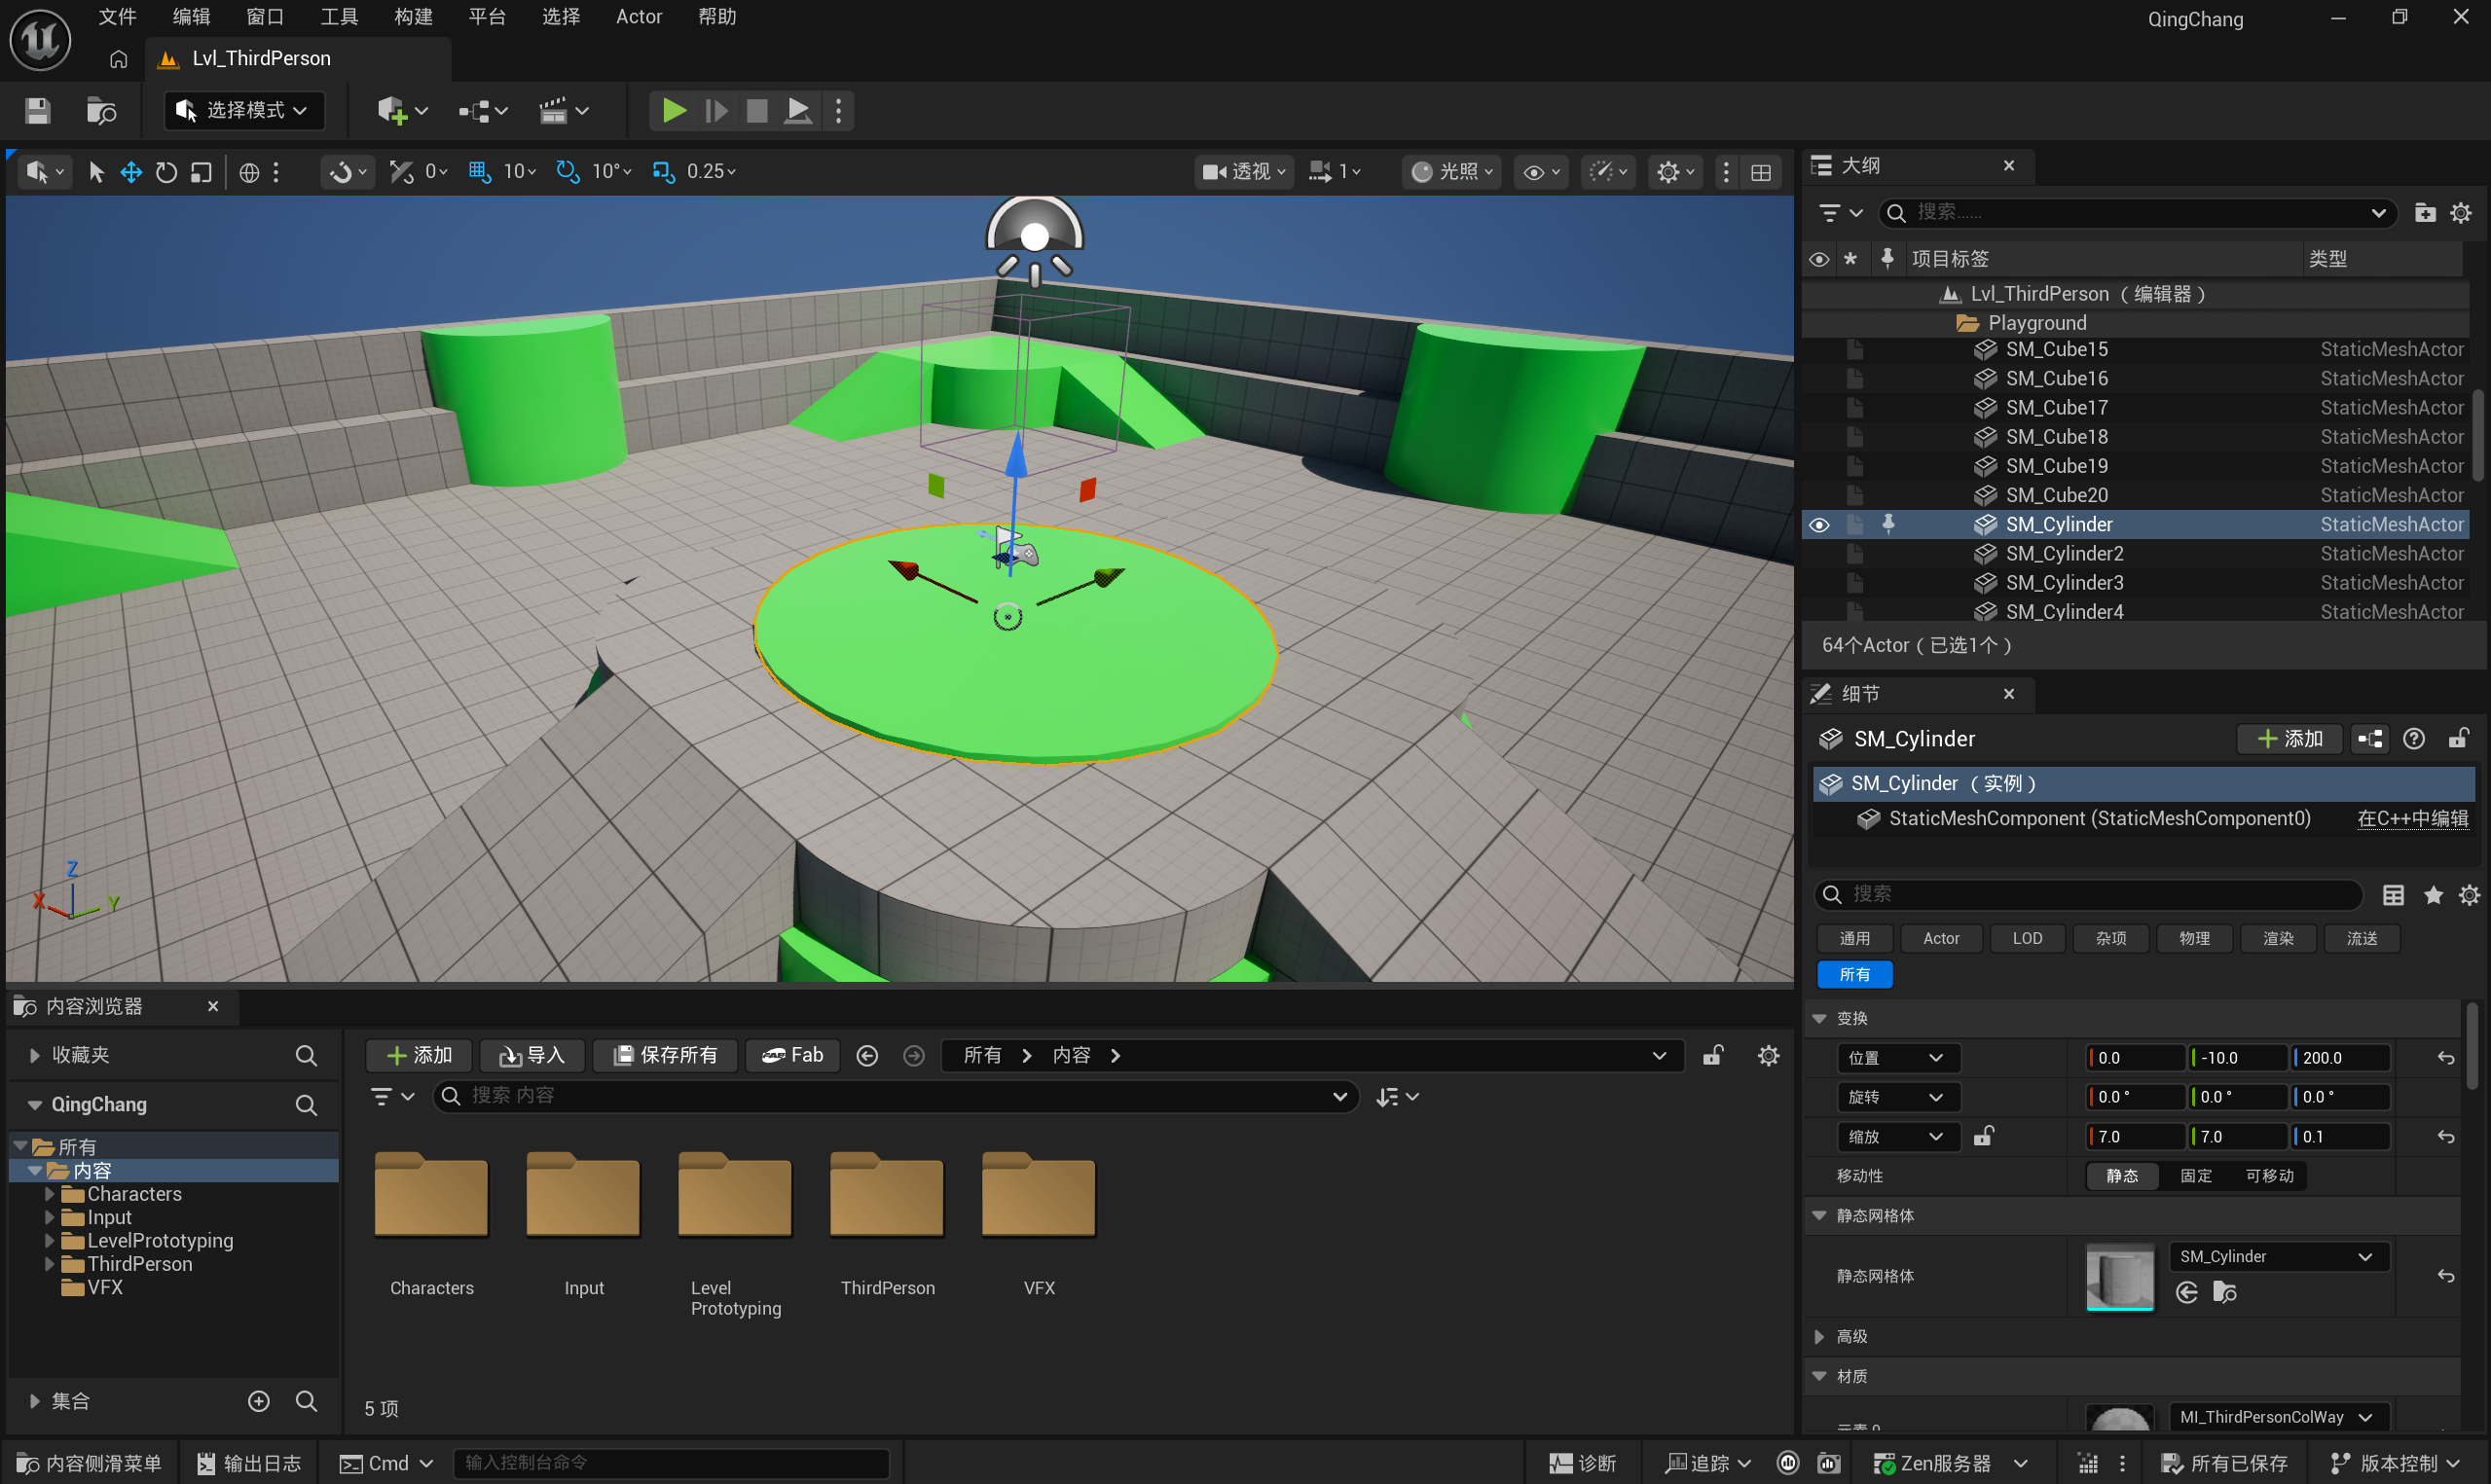 文件 编辑 窗口 工具 构建 平台 选择 Actor 帮助 QingChang
Lvl_ThirdPerson
选择模式
0 10 10° 0.25 透视 1 光照
大纲
搜索......
项目标签 类型
Lvl_ThirdPerson （编辑器）
Playground
SM_Cube15 StaticMeshActor
SM_Cube16 StaticMeshActor
SM_Cube17 StaticMeshActor
SM_Cube18 StaticMeshActor
SM_Cube19 StaticMeshActor
SM_Cube20 StaticMeshActor
SM_Cylinder StaticMeshActor
SM_Cylinder2 StaticMeshActor
SM_Cylinder3 StaticMeshActor
SM_Cylinder4 StaticMeshActor
64个Actor（已选1个）
Z
X Y
细节
SM_Cylinder 添加
SM_Cylinder （实例）
StaticMeshComponent (StaticMeshComponent0) 在C++中编辑
搜索
通用 Actor LOD 杂项 物理 渲染 流送
所有
变换
位置 0.0 -10.0 200.0
旋转 0.0 ° 0.0 ° 0.0 °
缩放 7.0 7.0 0.1
移动性 静态 固定 可移动
静态网格体
静态网格体 SM_Cylinder
高级
材质
MI_ThirdPersonColWay
内容浏览器
收藏夹
QingChang
所有
内容
Characters
Input
LevelPrototyping
ThirdPerson
VFX
集合
添加 导入 保存所有 Fab 所有 内容
搜索 内容
Characters Input Level Prototyping ThirdPerson VFX
5 项
内容侧滑菜单 输出日志 Cmd 输入控制台命令 诊断 追踪 Zen服务器 所有已保存 版本控制